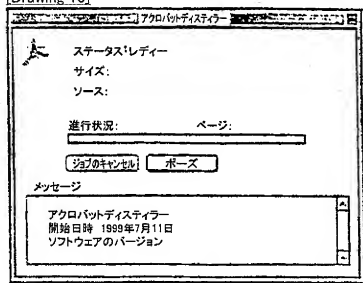 [Drawing 10]
アクロバットディスティラー
ステータス:レディー
サイズ:
ソース:
進行状況: ページ:
ジョブのキャンセル ポーズ
メッセージ
アクロバットディスティラー
開始日時 1999年7月11日
ソフトウェアのバージョン